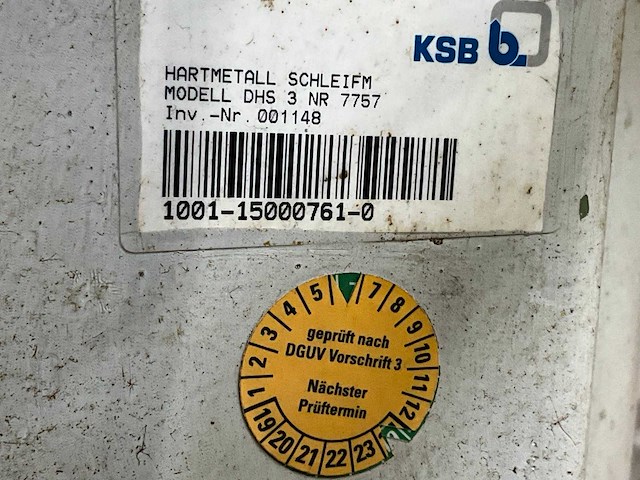 KSB b
HARTMETALL SCHLEIFM
MODELL DHS 3 NR 7757
Inv.-Nr.001148
1001-15000761-0
1 2 3 4 5 7 8 9 10 11 12
geprüft nach
DGUV Vorschrift 3
Nächster
Prüftermin
19 20 21 22 23